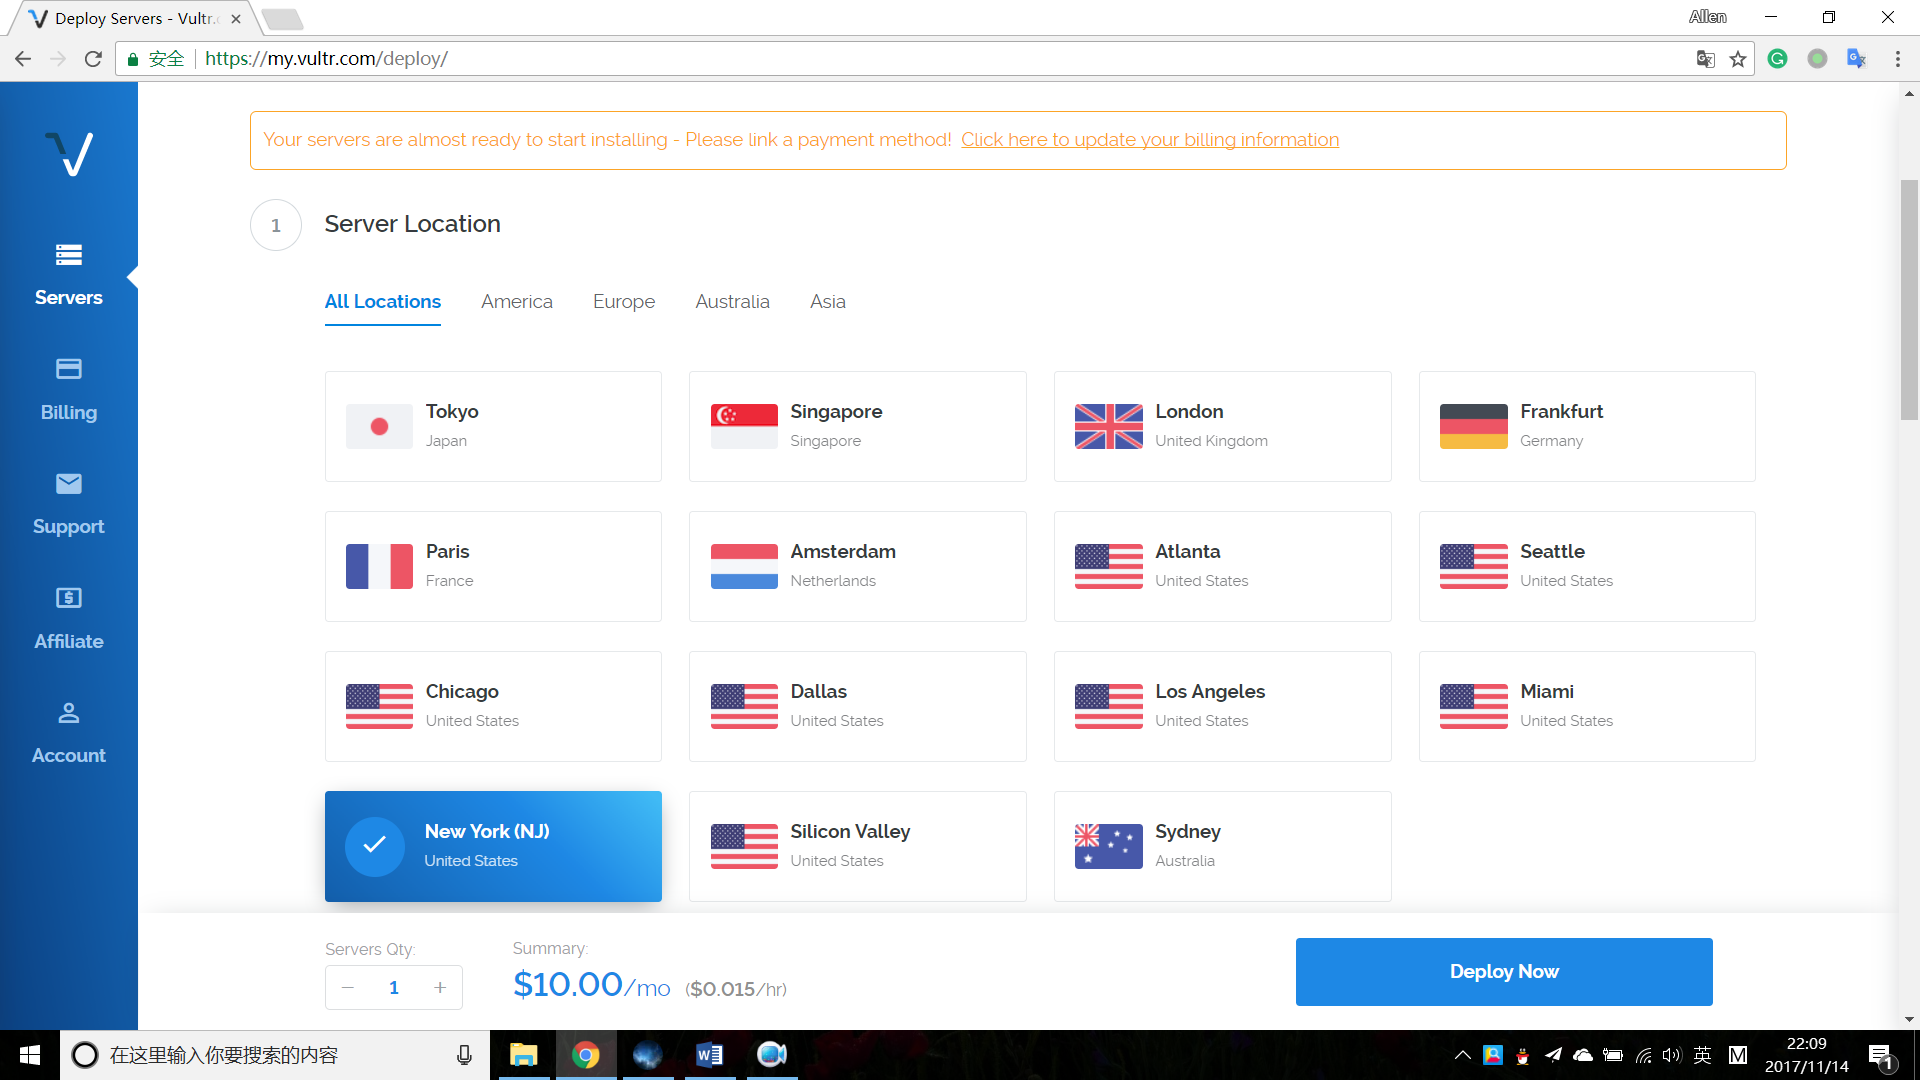 Deploy Servers - Vultr.c
Allen
安全
https://my.vultr.com/deploy/
Your servers are almost ready to start installing - Please link a payment method! Click here to update your billing information
1
Server Location
Servers
Billing
Support
Affiliate
Account
All Locations America Europe Australia Asia
Tokyo
Japan
Singapore
Singapore
London
United Kingdom
Frankfurt
Germany
Paris
France
Amsterdam
Netherlands
Atlanta
United States
Seattle
United States
Chicago
United States
Dallas
United States
Los Angeles
United States
Miami
United States
New York (NJ)
United States
Silicon Valley
United States
Sydney
Australia
Servers Qty:
− 1 +
Summary:
$10.00/mo ($0.015/hr)
Deploy Now
在这里输入你要搜索的内容
英
M
22:09
2017/11/14
1